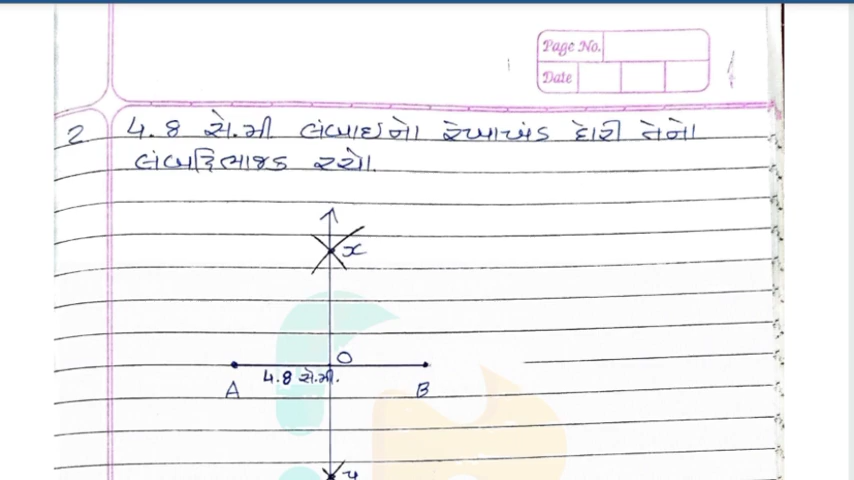 Page No.
Date
2 4.8 સે.મી લંબાઈનો રેખાખંડ દોરી તેનો
લંબદ્વિભાજક રચો.
x
O
4.8 સે.મી.
A B
y